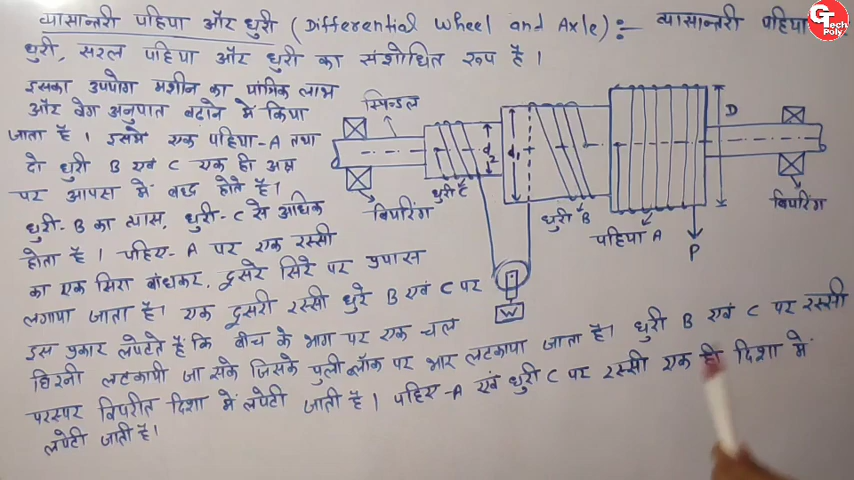 व्यासान्तरी पहिया और धुरी (Differential Wheel and Axle) :- व्यासान्तरी पहिया
धुरी, सरल पहिया और धुरी का संशोधित रूप है।
इसका उपयोग मशीन का यांत्रिक लाभ
और वेग अनुपात बढाने में किया
जाता है। इसमें एक पहिया-A तथा
दो धुरी B एवं C एक ही अक्ष
पर आपस में बद्ध होते है।
धुरी-B का व्यास, धुरी-C से अधिक
होता है। पहिए-A पर एक रस्सी
का एक सिरा बांधकर, दूसरे सिरे पर प्रयास
लगाया जाता है। एक दूसरी रस्सी धुरी B एवं C पर
इस प्रकार लपेटते हैं कि बीच के भाग पर एक चल
घिरनी लटकायी जा सके जिसके पुली ब्लॉक पर भार लटकाया जाता है। धुरी B एवं C पर रस्सी
परस्पर विपरीत दिशा में लपेटी जाती है। पहिए-A एवं धुरी C पर रस्सी एक ही दिशा में
लपेटी जाती है।
स्पिन्डल
d2
d1
D
धुरी C
बियरिंग
धुरी B
पहिया A
P
बियरिंग
W
GTech
Poly